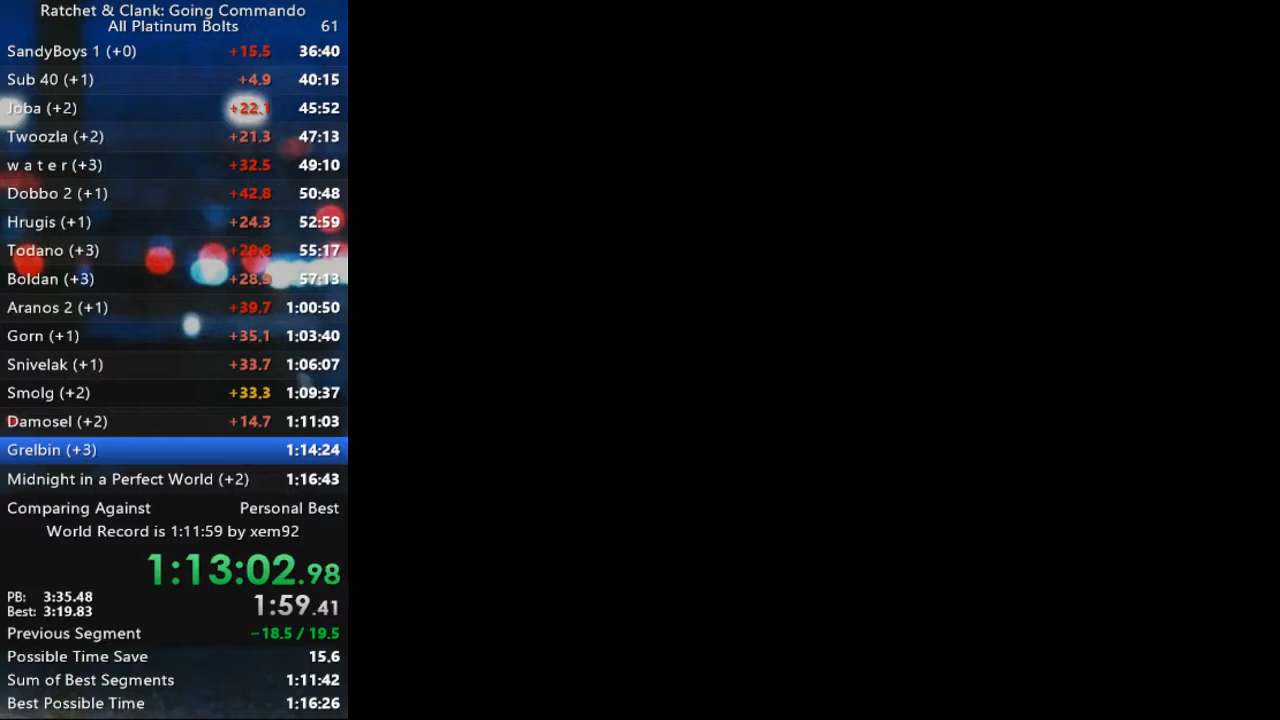 Ratchet & Clank: Going Commando
All Platinum Bolts 61
SandyBoys 1 (+0) +15.5 36:40
Sub 40 (+1) +4.9 40:15
Joba (+2) +22.1 45:52
Twoozla (+2) +21.3 47:13
w a t e r (+3) +32.5 49:10
Dobbo 2 (+1) +42.8 50:48
Hrugis (+1) +24.3 52:59
Todano (+3) +29.8 55:17
Boldan (+3) +28.9 57:13
Aranos 2 (+1) +39.7 1:00:50
Gorn (+1) +35.1 1:03:40
Snivelak (+1) +33.7 1:06:07
Smolg (+2) +33.3 1:09:37
Damosel (+2) +14.7 1:11:03
Grelbin (+3) 1:14:24
Midnight in a Perfect World (+2) 1:16:43
Comparing Against Personal Best
World Record is 1:11:59 by xem92
1:13:02.98
PB: 3:35.48
Best: 3:19.83
1:59.41
Previous Segment −18.5 / 19.5
Possible Time Save 15.6
Sum of Best Segments 1:11:42
Best Possible Time 1:16:26